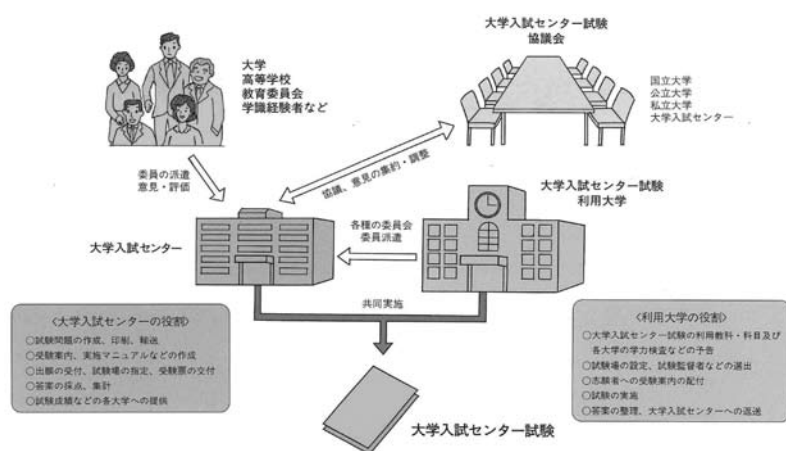 大学
高等学校
教育委員会
学識経験者など
大学入試センター試験
協議会
国立大学
公立大学
私立大学
大学入試センター
委員の派遣
意見・評価
協議、意見の集約・調整
大学入試センター試験
利用大学
大学入試センター
各種の委員会
委員派遣
共同実施
〈大学入試センターの役割〉
○試験問題の作成、印刷、輸送
○受験案内、実施マニュアルなどの作成
○出願の受付、試験場の指定、受験票の交付
○答案の採点、集計
○試験成績などの各大学への提供
〈利用大学の役割〉
○大学入試センター試験の利用教科・科目及び
各大学の学力検査などの予告
○試験場の設定、試験監督者などの選出
○志願者への受験案内の配付
○試験の実施
○答案の整理、大学入試センターへの返送
大学入試センター試験